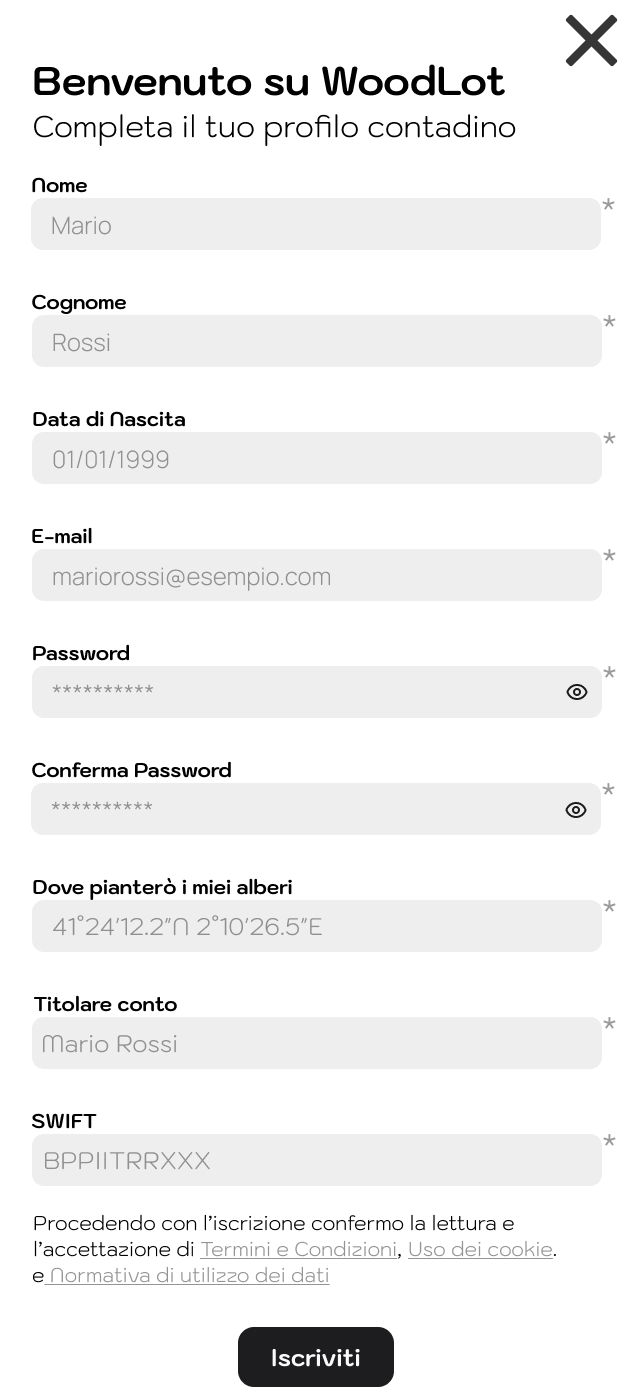 Benvenuto su WoodLot
Completa il tuo profilo contadino
Nome
*
Mario
Cognome
*
Rossi
Data di Nascita
*
01/01/1999
E-mail
*
mariorossi@esempio.com
Password
*
**********
Conferma Password
*
**********
Dove pianterò i miei alberi
*
41°24'12.2"N 2°10'26.5"E
Titolare conto
*
Mario Rossi
SWIFT
*
BPPIITRRXXX
Procedendo con l’iscrizione confermo la lettura e
l’accettazione di Termini e Condizioni, Uso dei cookie.
e Normativa di utilizzo dei dati
Iscriviti